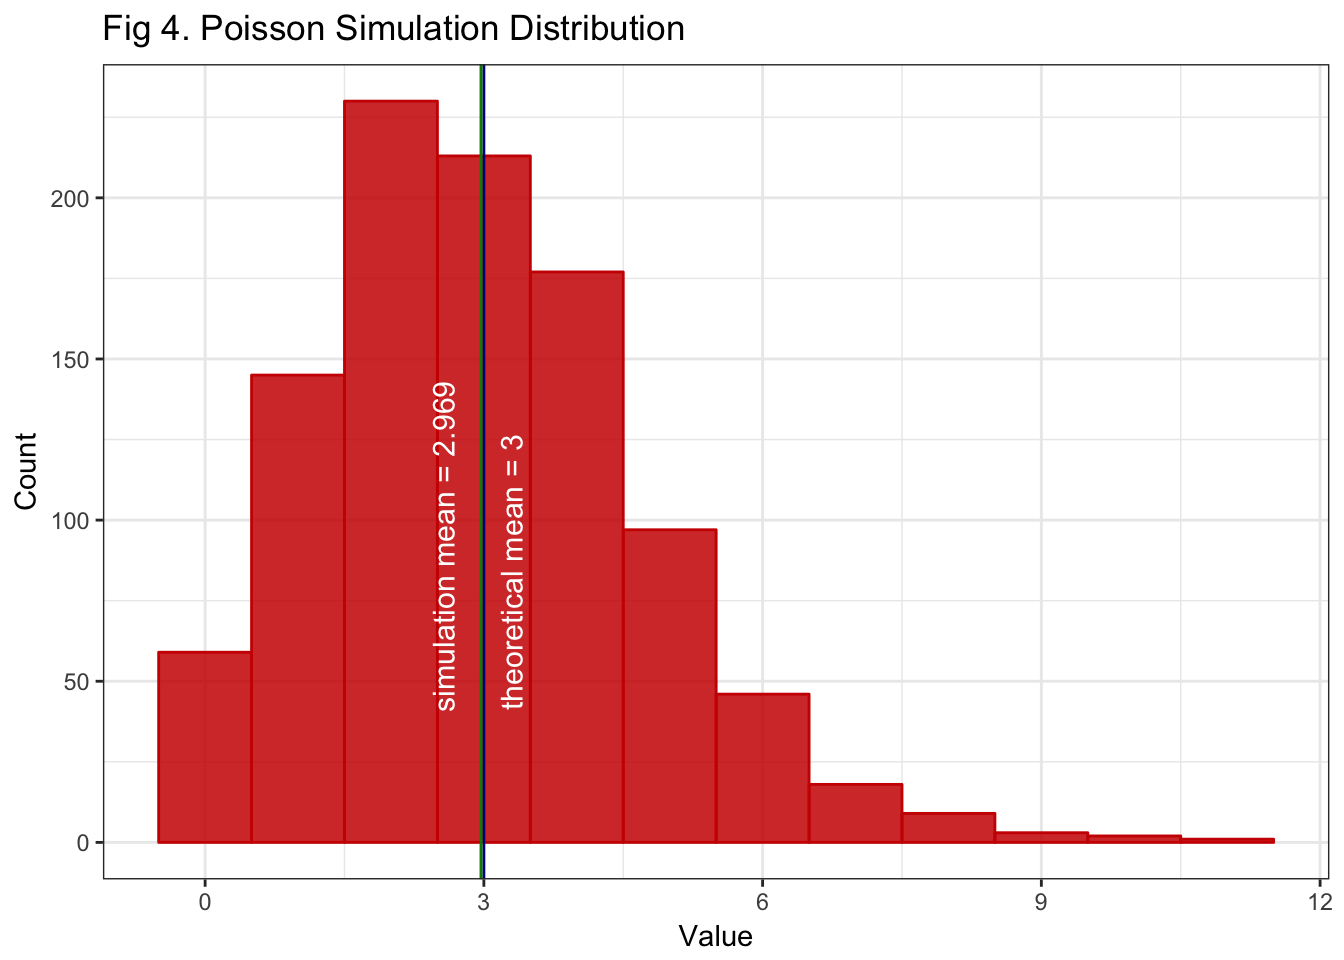 Fig 4. Poisson Simulation Distribution
200
150
100
50
0
Count
simulation mean = 2.969
theoretical mean = 3
0
3
6
9
12
Value